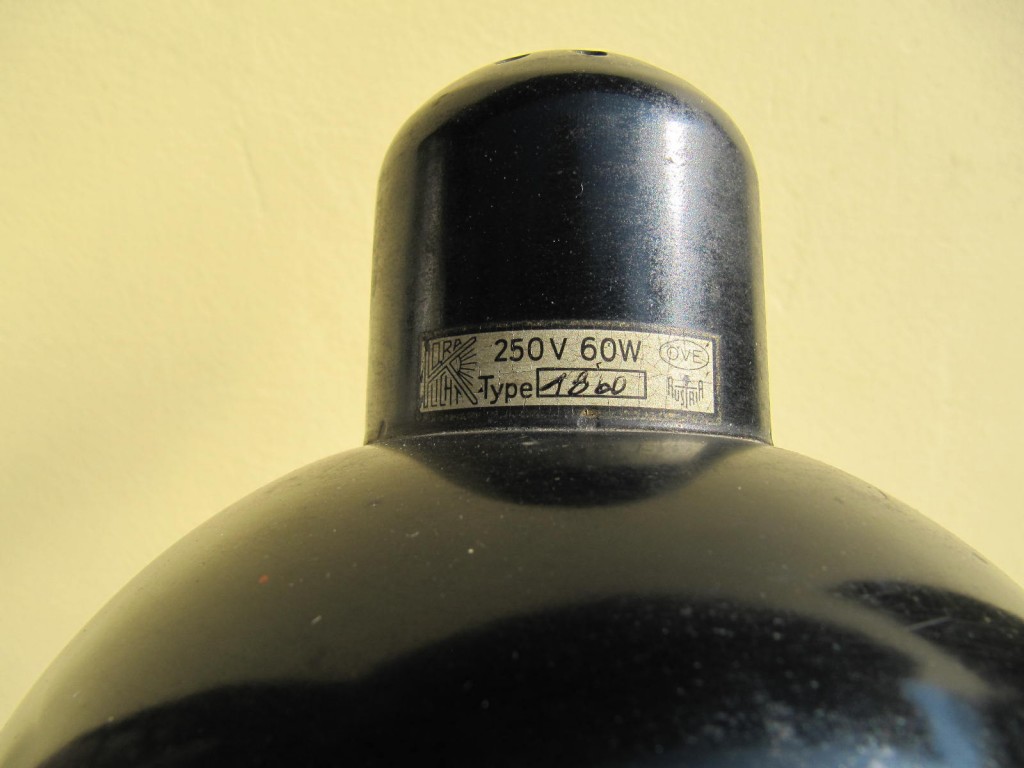 250V 60W
Type 1860
ÖVE
AUSTRIA